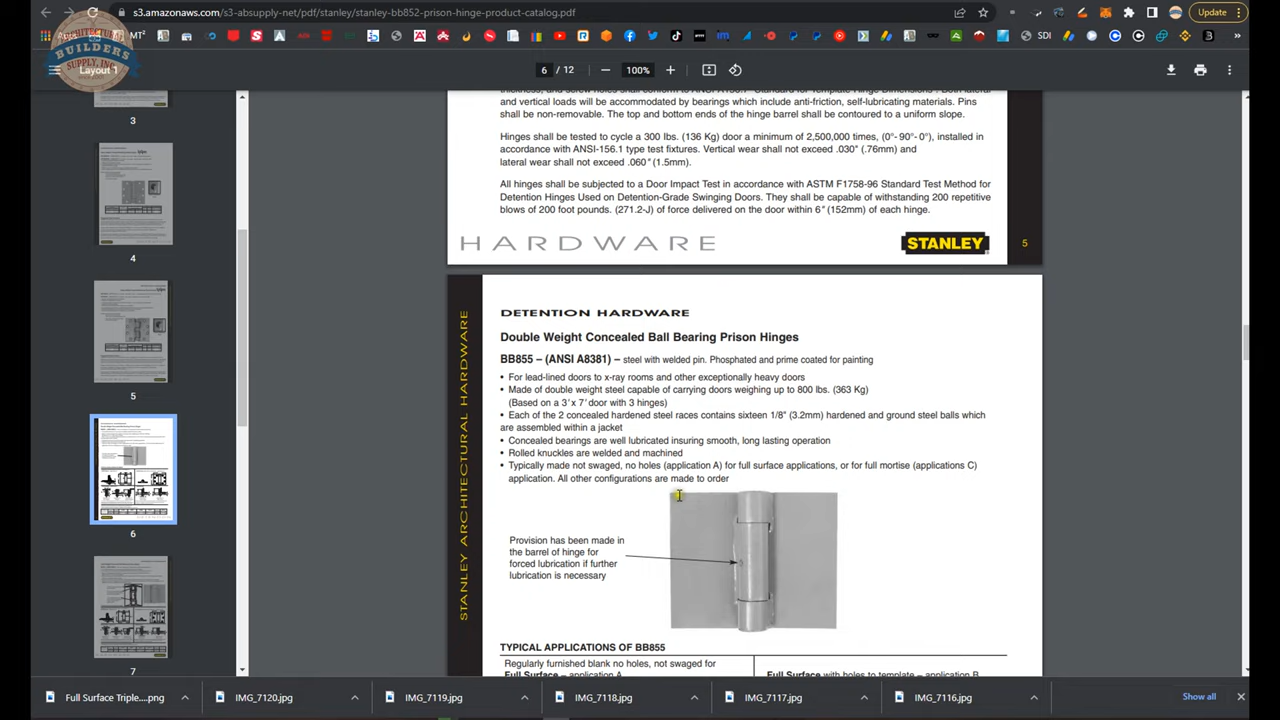 s3.amazonaws.com/s3-absupply-net/pdf/stanley/stanley-bb852-prison-hinge-product-catalog.pdf
Update
ARCHITECTURAL
BUILDERS
SUPPLY, INC
MT²
SDI
Layout 1
6 / 12
100%
3
4
5
6
7
and vertical loads will be accommodated by bearings which include anti-friction, self-lubricating materials. Pins
shall be non-removable. The top and bottom ends of the hinge barrel shall be contoured to a uniform slope.
Hinges shall be tested to cycle a 300 lbs. (136 Kg) door a minimum of 2,500,000 times, (0°- 90°- 0°), installed in
accordance with ANSI-156.1 type test fixtures. Vertical wear shall not exceed .030" (.76mm) and
lateral wear shall not exceed .060" (1.5mm).
All hinges shall be subjected to a Door Impact Test in accordance with ASTM F1758-96 Standard Test Method for
Detention Hinges Used on Detention-Grade Swinging Doors. They shall be capable of withstanding 200 repetitive
blows of 200 foot pounds. (271.2-J) of force delivered on the door within 6" (152mm) of each hinge.
HARDWARE
STANLEY
5
STANLEY ARCHITECTURAL HARDWARE
DETENTION HARDWARE
Double Weight Concealed Ball Bearing Prison Hinges
BB855 – (ANSI A8381) – steel with welded pin. Phosphated and prime coated for painting
• For lead-lined doors to x-ray rooms and other exceptionally heavy doors
• Made of double weight steel capable of carrying doors weighing up to 800 lbs. (363 Kg)
(Based on a 3' x 7' door with 3 hinges)
• Each of the 2 concealed hardened steel races contains sixteen 1/8" (3.2mm) hardened and ground steel balls which
are assembled within a jacket
• Concealed bearings are well lubricated insuring smooth, long lasting operation
• Rolled knuckles are welded and machined
• Typically made not swaged, no holes (application A) for full surface applications, or for full mortise (applications C)
application. All other configurations are made to order
Provision has been made in
the barrel of hinge for
forced lubrication if further
lubrication is necessary
TYPICAL APPLICATIONS OF BB855
Regularly furnished blank no holes, not swaged for
Full Surface – application A
Full Surface with holes to template – application B
Full Surface Triple....png
IMG_7120.jpg
IMG_7119.jpg
IMG_7118.jpg
IMG_7117.jpg
IMG_7116.jpg
Show all